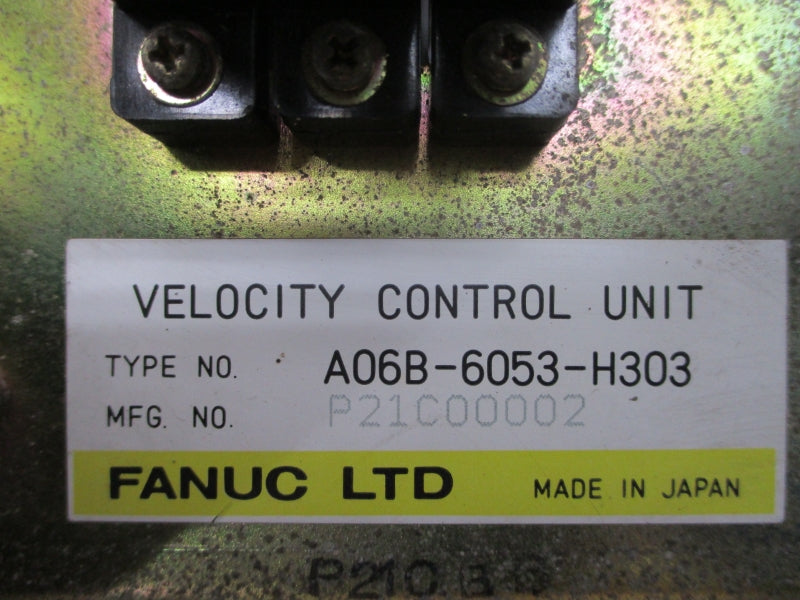 VELOCITY CONTROL UNIT
TYPE NO. A06B-6053-H303
MFG. NO. P21C00002
FANUC LTD MADE IN JAPAN